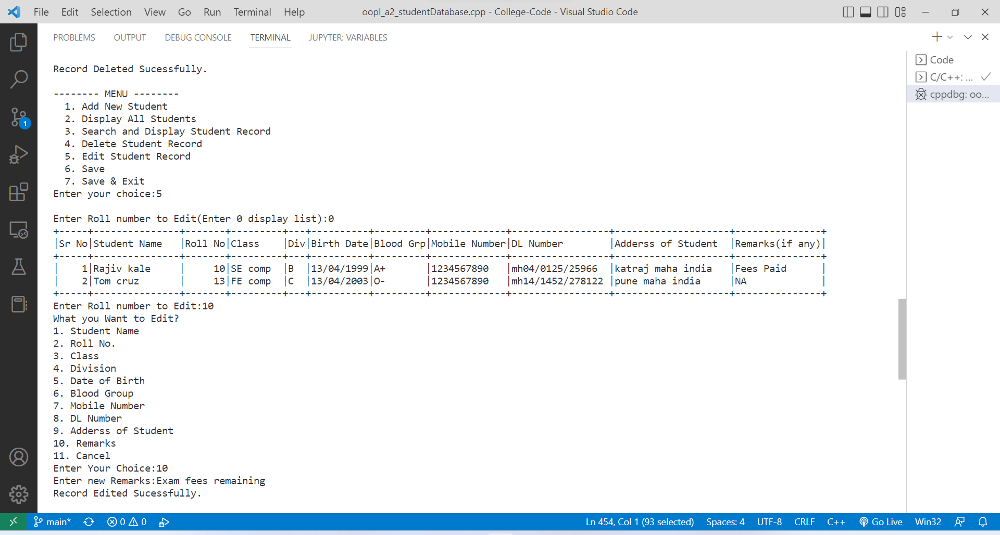 File Edit Selection View Go Run Terminal Help oopl_a2_studentDatabase.cpp - College-Code - Visual Studio Code
PROBLEMS OUTPUT DEBUG CONSOLE TERMINAL JUPYTER: VARIABLES
Code
C/C++: ...
cppdbg: oo...
1
Record Deleted Sucessfully.
-------- MENU --------
1. Add New Student
2. Display All Students
3. Search and Display Student Record
4. Delete Student Record
5. Edit Student Record
6. Save
7. Save & Exit
Enter your choice:5
Enter Roll number to Edit(Enter 0 display list):0
+-----+---------------+-------+---------+---+----------+---------+-------------+-----------------+--------------------+---------------+
|Sr No|Student Name   |Roll No|Class    |Div|Birth Date|Blood Grp|Mobile Number|DL Number        |Adderss of Student  |Remarks(if any)|
+-----+---------------+-------+---------+---+----------+---------+-------------+-----------------+--------------------+---------------+
|    1|Rajiv kale     |     10|SE comp  |B  |13/04/1999|A+       |1234567890   |mh04/0125/25966  |katraj maha india   |Fees Paid      |
|    2|Tom cruz       |     13|FE comp  |C  |13/04/2003|O-       |1234567890   |mh14/1452/278122 |pune maha india     |NA             |
+-----+---------------+-------+---------+---+----------+---------+-------------+-----------------+--------------------+---------------+
Enter Roll number to Edit:10
What you Want to Edit?
1. Student Name
2. Roll No.
3. Class
4. Division
5. Date of Birth
6. Blood Group
7. Mobile Number
8. DL Number
9. Adderss of Student
10. Remarks
11. Cancel
Enter Your Choice:10
Enter new Remarks:Exam fees remaining
Record Edited Sucessfully.
main* 0 0 Ln 454, Col 1 (93 selected) Spaces: 4 UTF-8 CRLF C++ Go Live Win32